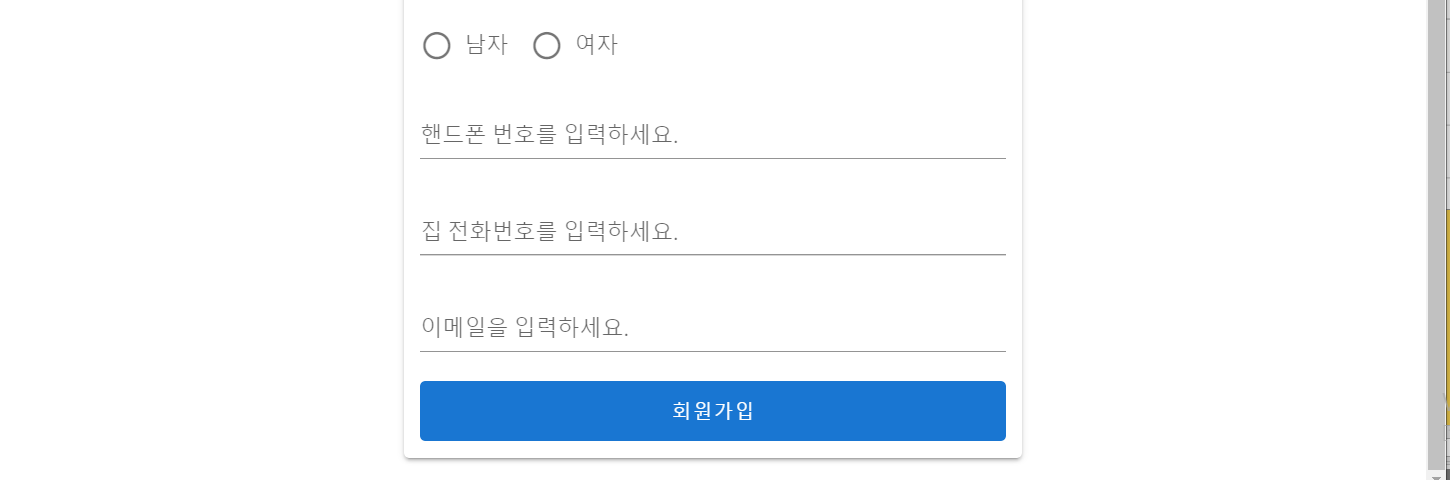 남자 여자
핸드폰 번호를 입력하세요.
집 전화번호를 입력하세요.
이메일을 입력하세요.
회원가입